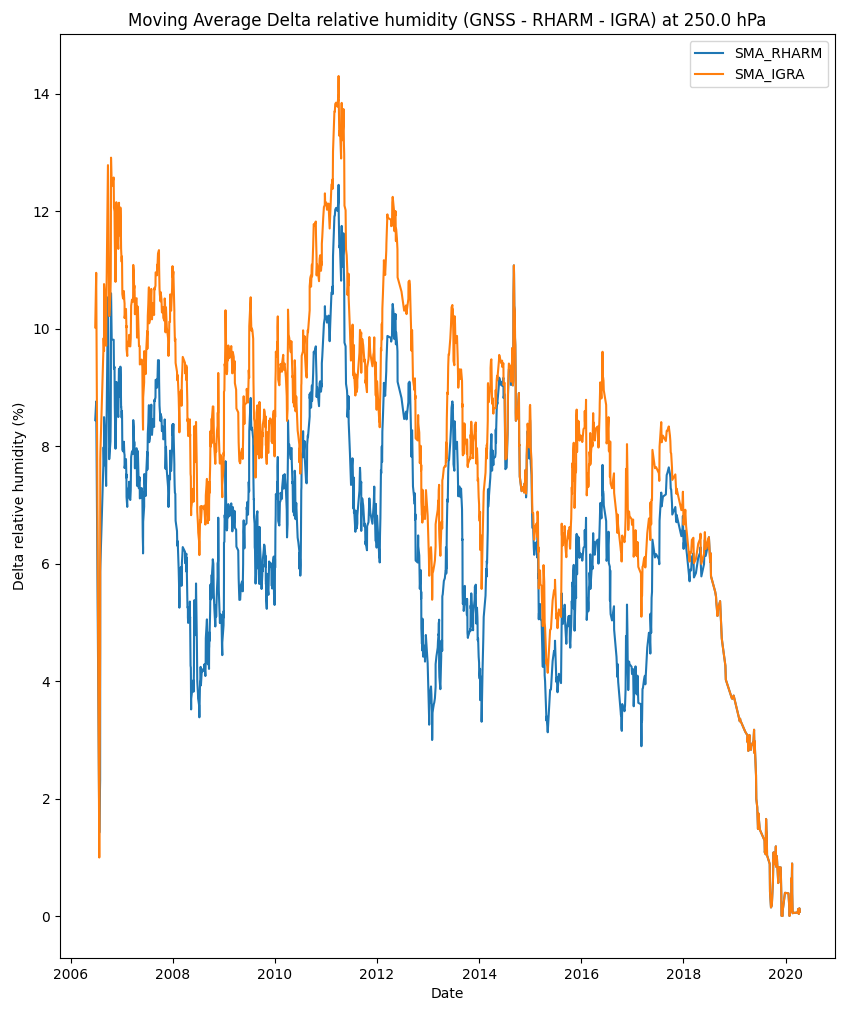 Moving Average Delta relative humidity (GNSS - RHARM - IGRA) at 250.0 hPa
SMA_RHARM
SMA_IGRA
14
12
10
8
6
4
2
0
Delta relative humidity (%)
2006 2008 2010 2012 2014 2016 2018 2020
Date